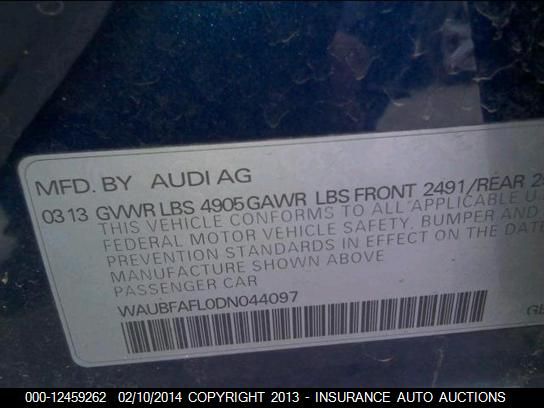 MFD. BY AUDI AG
0313 GVWR LBS 4905 GAWR LBS FRONT 2491/REAR
THIS VEHICLE CONFORMS TO ALL APPLICABLE
FEDERAL MOTOR VEHICLE SAFETY, BUMPER AND
PREVENTION STANDARDS IN EFFECT ON THE DATE
MANUFACTURE SHOWN ABOVE
PASSENGER CAR
WAUBFAFL0DN044097
000-12459262 02/10/2014 COPYRIGHT 2013 - INSURANCE AUTO AUCTIONS